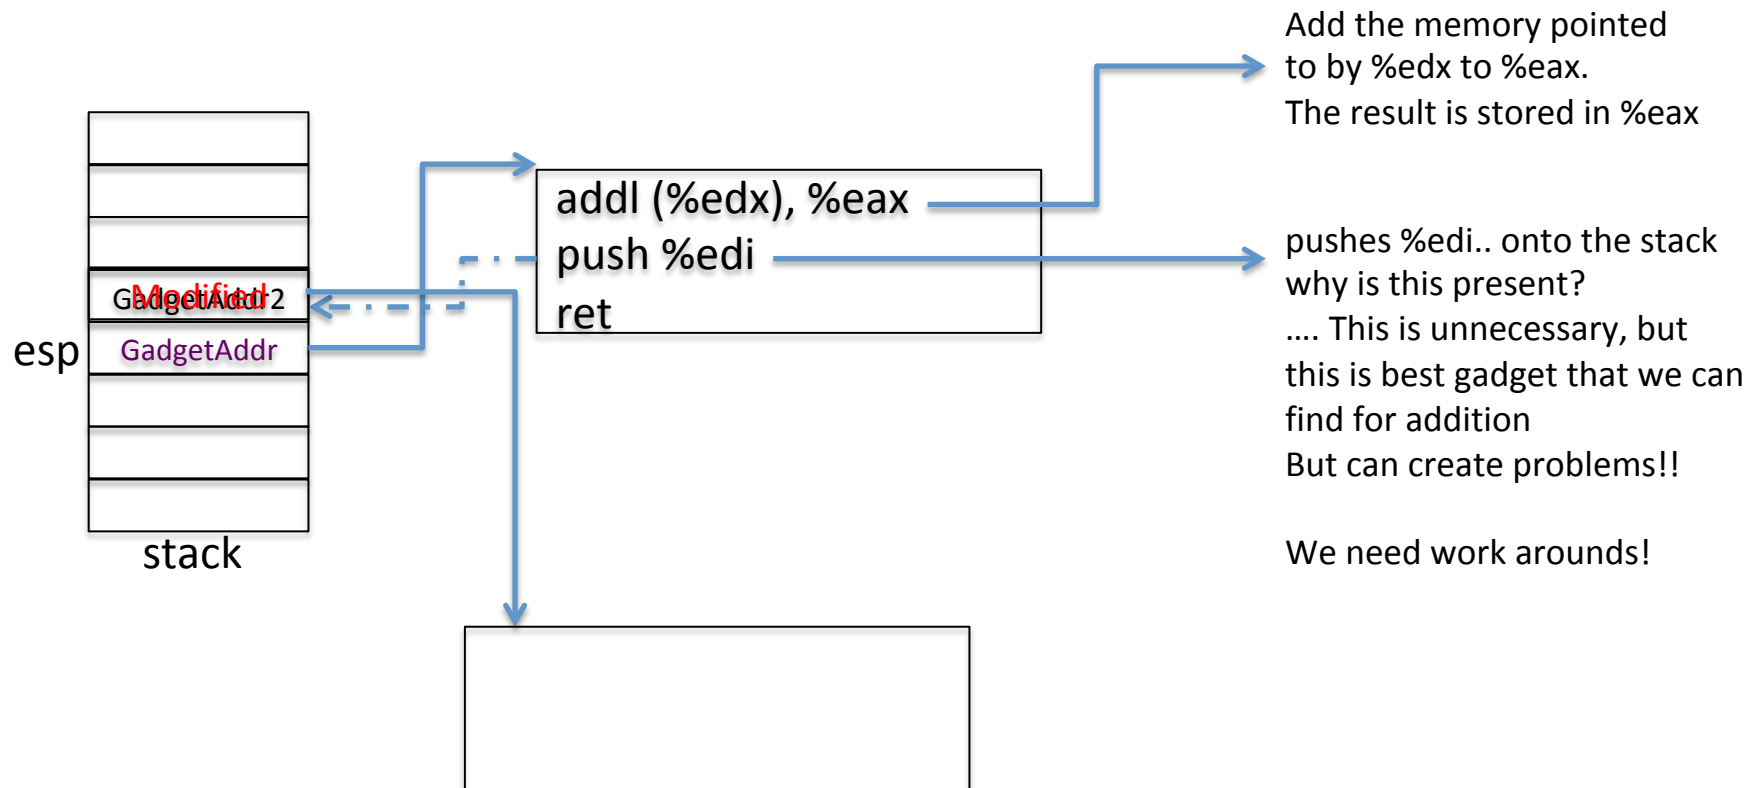 Add the memory pointed
to by %edx to %eax.
The result is stored in %eax
addl (%edx), %eax
push %edi
ret
pushes %edi.. onto the stack
why is this present?
…. This is unnecessary, but
this is best gadget that we can
find for addition
But can create problems!!
We need work arounds!
GadgetAddr2
Modified
esp
GadgetAddr
stack